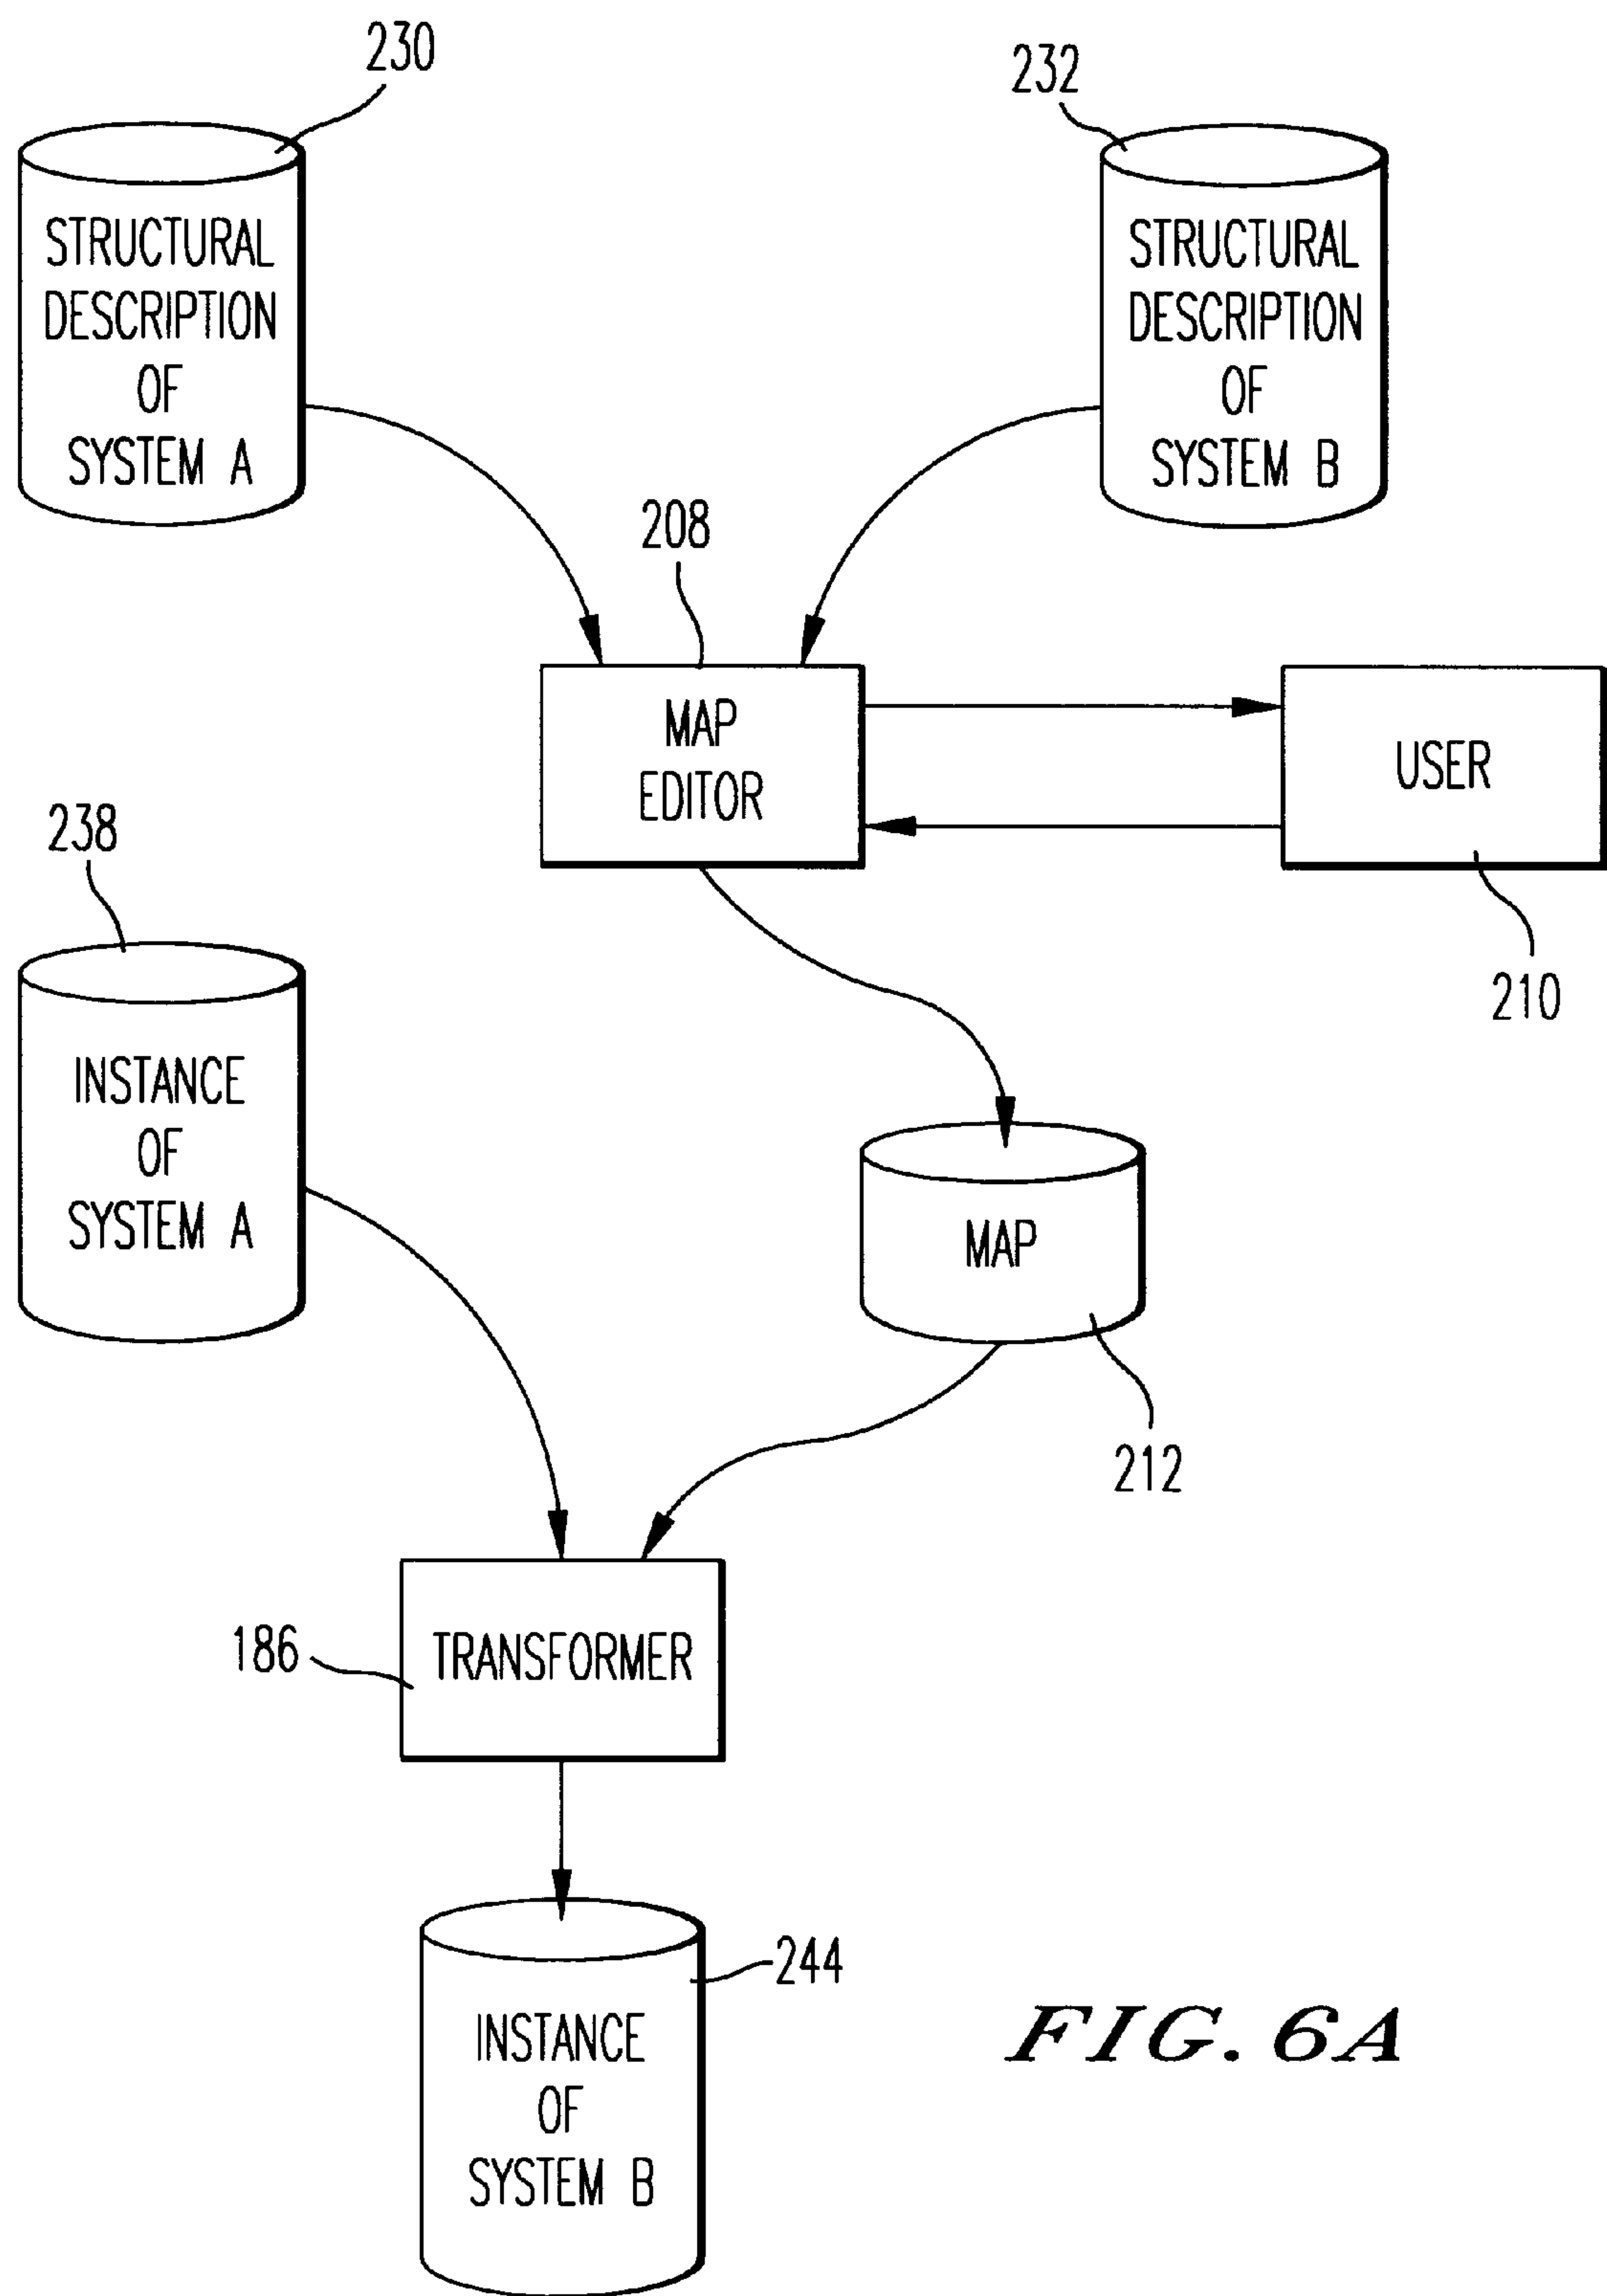 230
232
STRUCTURAL
DESCRIPTION
OF
SYSTEM A
STRUCTURAL
DESCRIPTION
OF
SYSTEM B
208
MAP
EDITOR
USER
210
238
INSTANCE
OF
SYSTEM A
MAP
212
186
TRANSFORMER
244
INSTANCE
OF
SYSTEM B
FIG. 6A